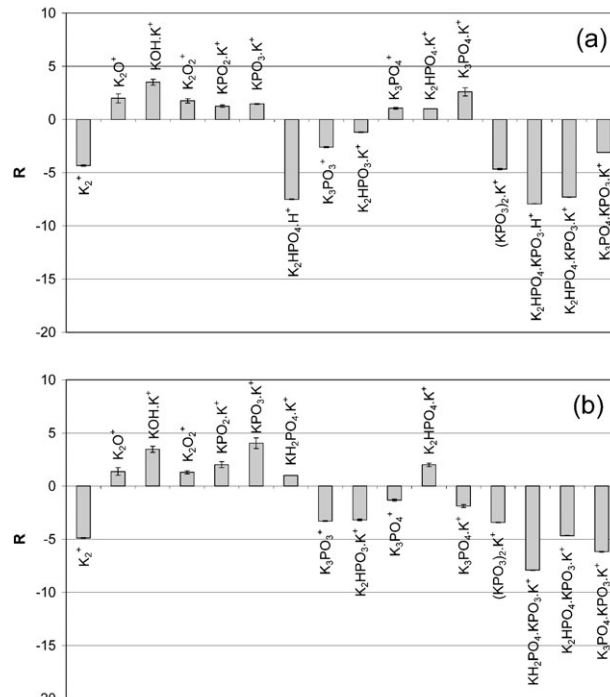 10
5
0
-5
-10
-15
-20
R
(a)
K₂⁺
K₂O⁺
KOH.K⁺
K₂O₂⁺
KPO₂.K⁺
KPO₃.K⁺
K₂HPO₄.H⁺
K₃PO₃⁺
K₂HPO₃.K⁺
K₃PO₄⁺
K₂HPO₄.K⁺
K₃PO₄.K⁺
(KPO₃)₂.K⁺
K₂HPO₄.KPO₃.H⁺
K₂HPO₄.KPO₃.K⁺
K₃PO₄.KPO₃.K⁺
10
5
0
-5
-10
-15
-20
R
(b)
K₂⁺
K₂O⁺
KOH.K⁺
K₂O₂⁺
KPO₂.K⁺
KPO₃.K⁺
KH₂PO₄.K⁺
K₃PO₃⁺
K₂HPO₃.K⁺
K₃PO₄⁺
K₂HPO₄.K⁺
K₃PO₄.K⁺
(KPO₃)₂.K⁺
KH₂PO₄.KPO₃.K⁺
K₂HPO₄.KPO₃.K⁺
K₃PO₄.KPO₃.K⁺